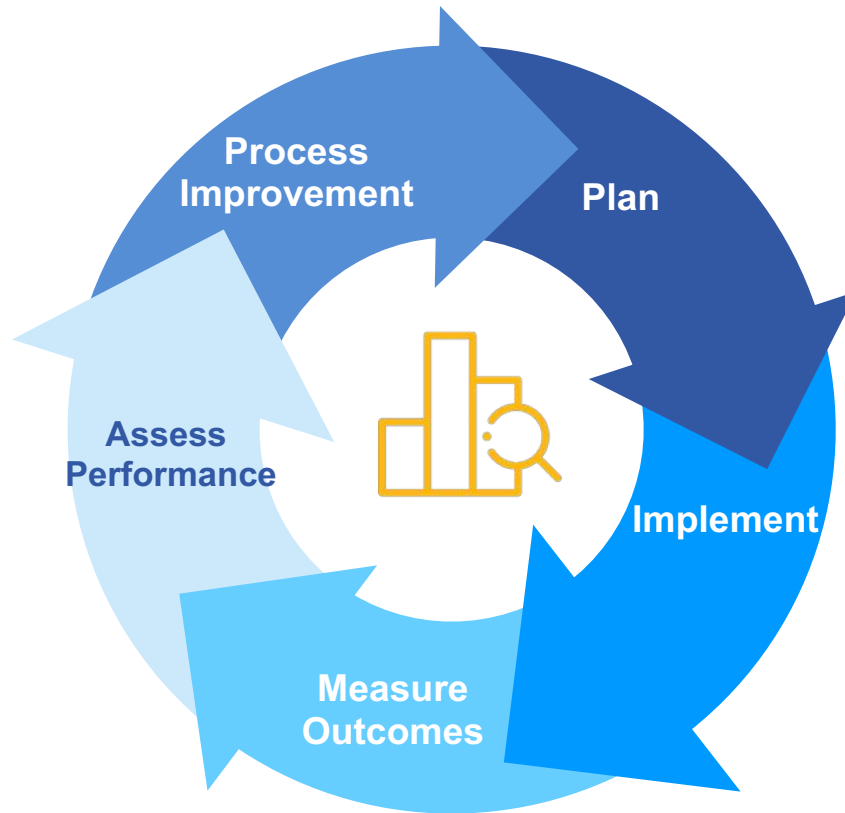 Process
Improvement
Plan
Implement
Measure
Outcomes
Assess
Performance